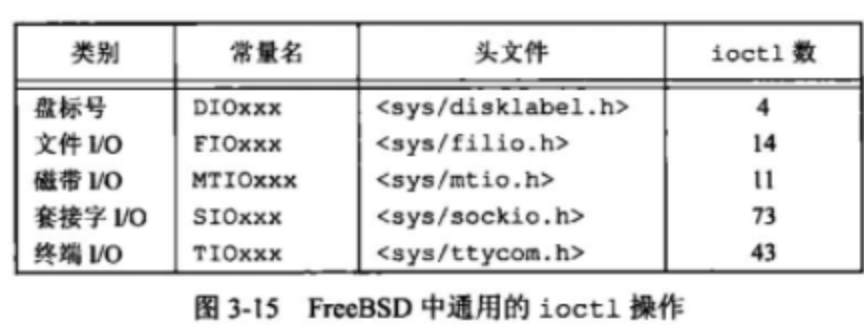 类别 常量名 头文件 ioctl 数
盘标号 DIOxxx <sys/disklabel.h> 4
文件 I/O FIOxxx <sys/filio.h> 14
磁带 I/O MTIOxxx <sys/mtio.h> 11
套接字 I/O SIOxxx <sys/sockio.h> 73
终端 I/O TIOxxx <sys/ttycom.h> 43
图 3-15 FreeBSD 中通用的 ioctl 操作